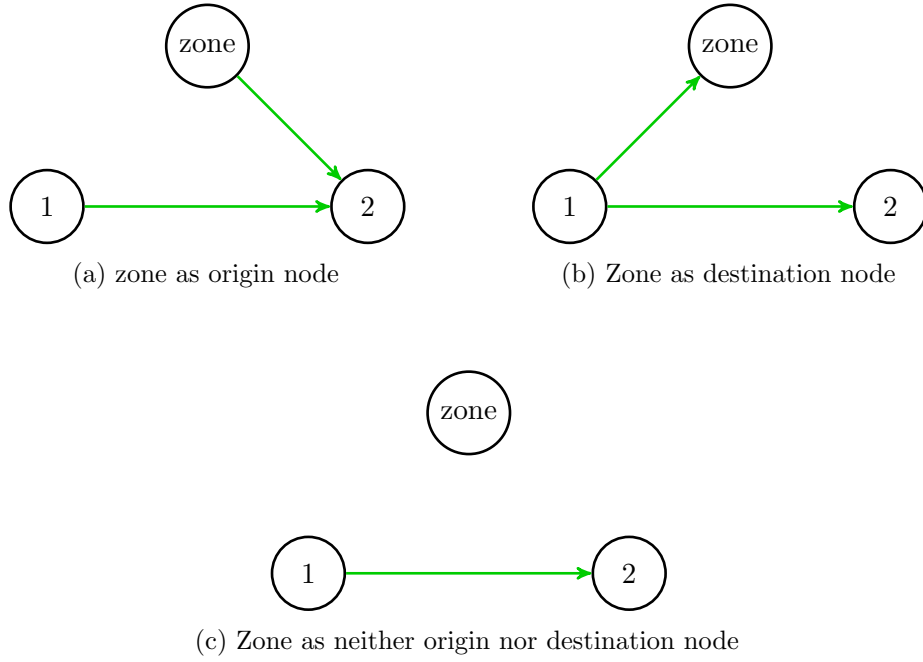 zone
1
2
(a) zone as origin node
zone
1
2
(b) Zone as destination node
zone
1
2
(c) Zone as neither origin nor destination node